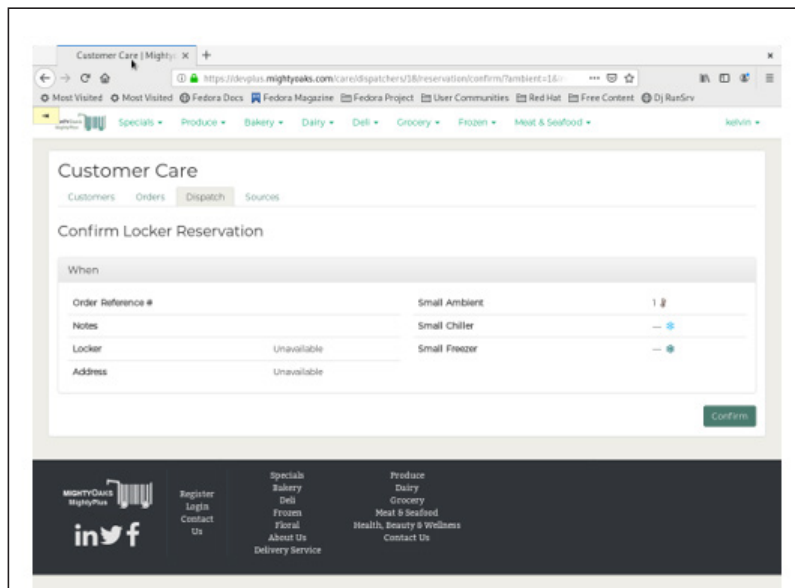 Customer Care | Mighty
https://devplus.mightyoaks.com/care/dispatchers/18/reservation/confirm/?ambient=1&
Most Visited Most Visited Fedora Docs Fedora Magazine Fedora Project User Communities Red Hat Free Content DJ RunSrv
Specials Produce Bakery Dairy Deli Grocery Frozen Meat & Seafood kelvin
Customer Care
Customers Orders Dispatch Sources
Confirm Locker Reservation
When
Order Reference # Small Ambient 1
Notes Small Chiller —
Locker Unavailable Small Freezer —
Address Unavailable
Confirm
MIGHTYOAKS
MightyPlus
Register
Login
Contact
Us
Specials
Bakery
Deli
Frozen
Floral
About Us
Delivery Service
Produce
Dairy
Grocery
Meat & Seafood
Health, Beauty & Wellness
Contact Us